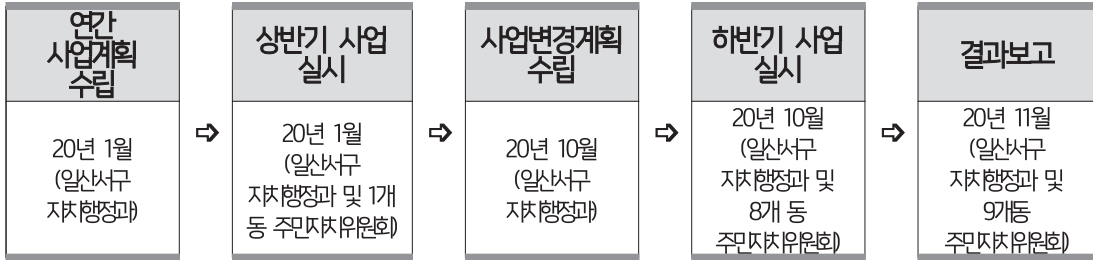 연간
사업계획
수립
20년 1월
(일산서구
자치행정과)
⇨
상반기 사업
실시
20년 1월
(일산서구
자치행정과 및 1개
동 주민자치위원회)
⇨
사업변경계획
수립
20년 10월
(일산서구
자치행정과)
⇨
하반기 사업
실시
20년 10월
(일산서구
자치행정과 및
8개 동
주민자치위원회)
⇨
결과보고
20년 11월
(일산서구
자치행정과 및
9개동
주민자치위원회)